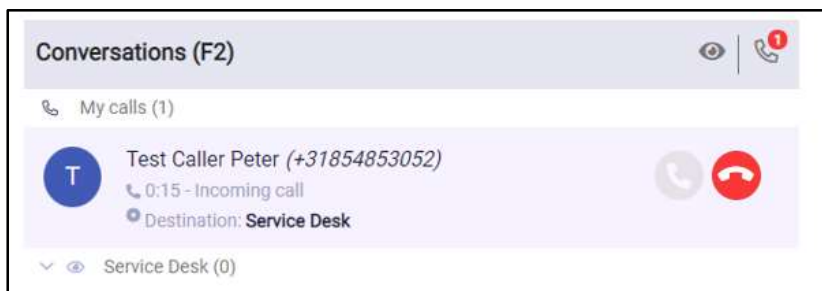 Conversations (F2)
1
My calls (1)
T
Test Caller Peter (+31854853052)
0:15 - Incoming call
Destination: Service Desk
Service Desk (0)